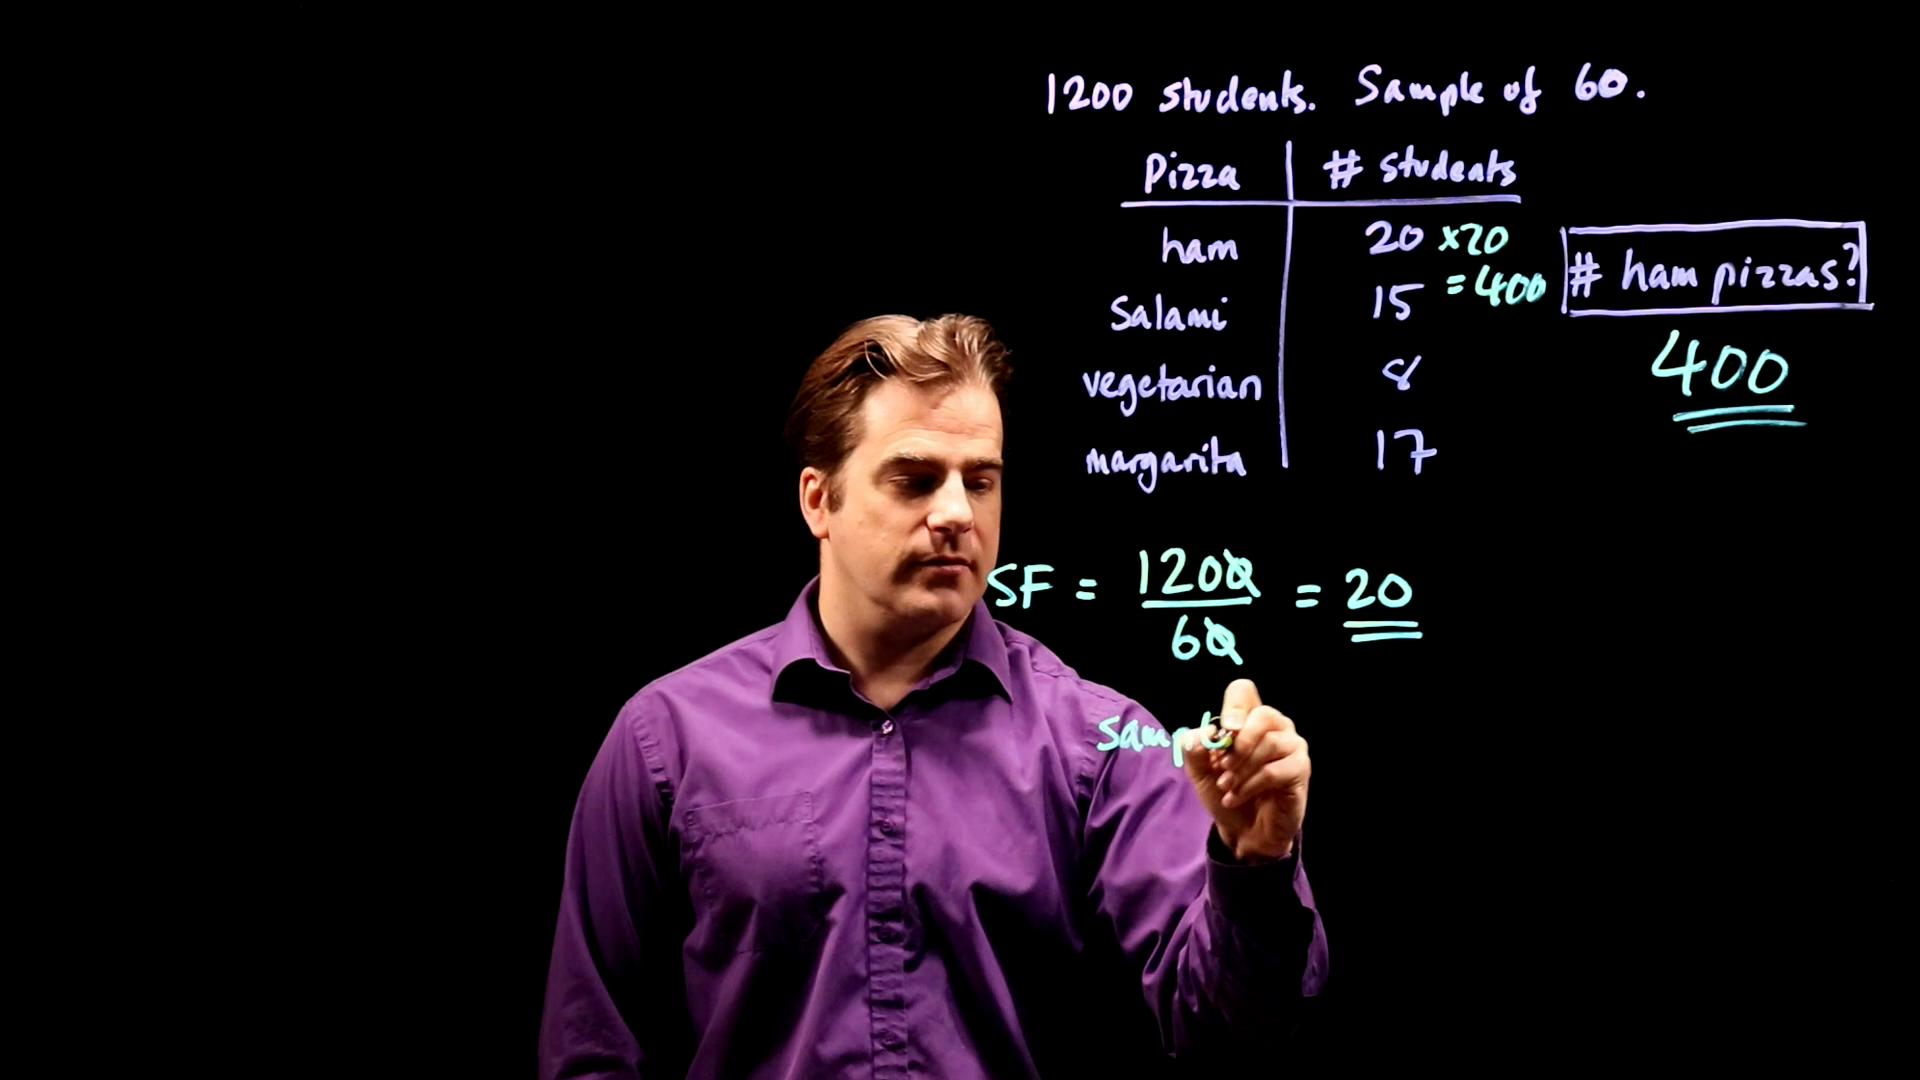 1200 students. Sample of 60.
Pizza # students
ham 20 ×20
= 400
# ham pizzas?
salami 15
400
vegetarian 8
margarita 17
SF = 1200 / 60 = 20
Sample